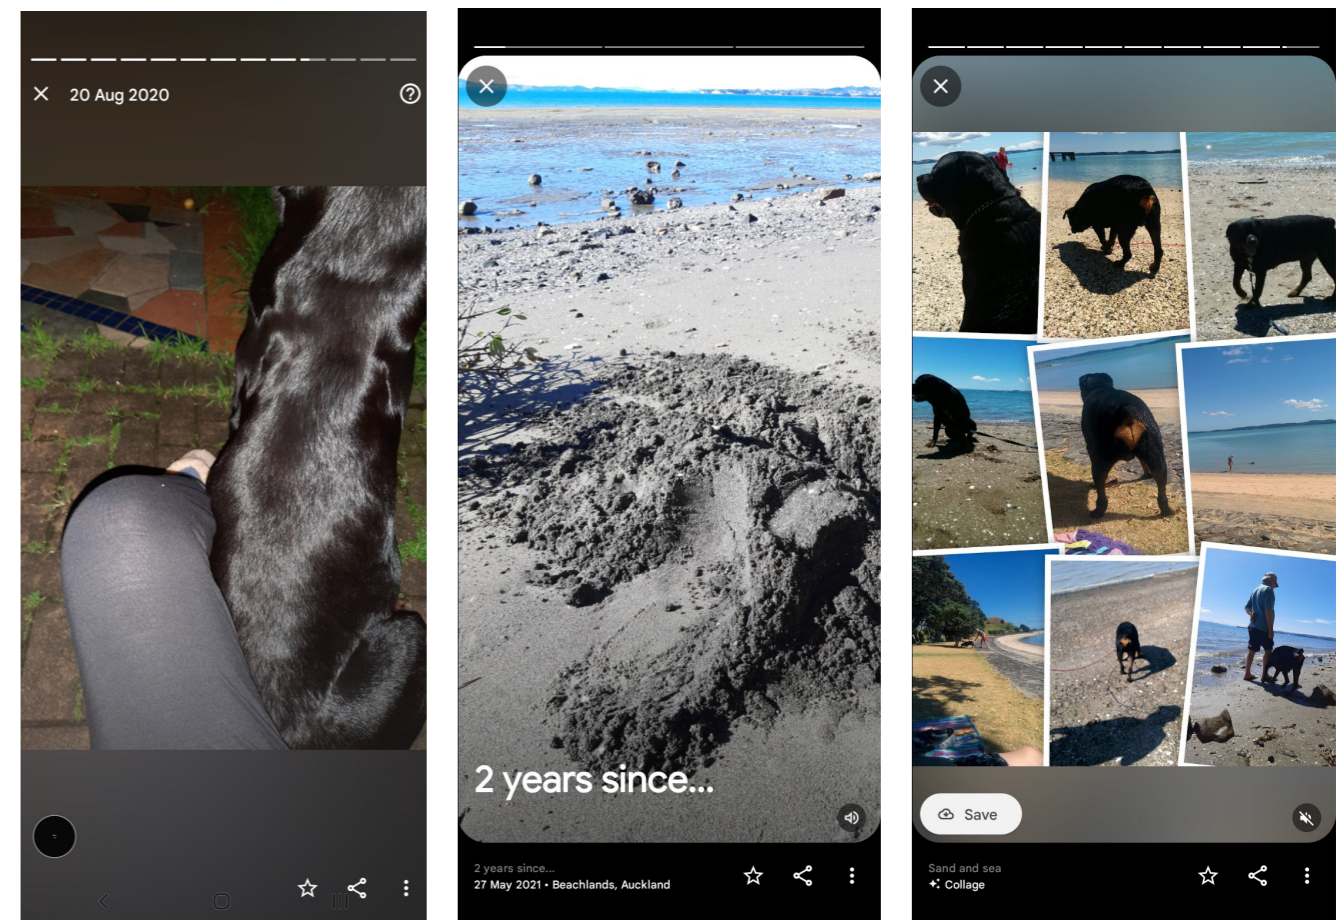 20 Aug 2020
2 years since...
2 years since...
27 May 2021 • Beachlands, Auckland
Save
Sand and sea
Collage